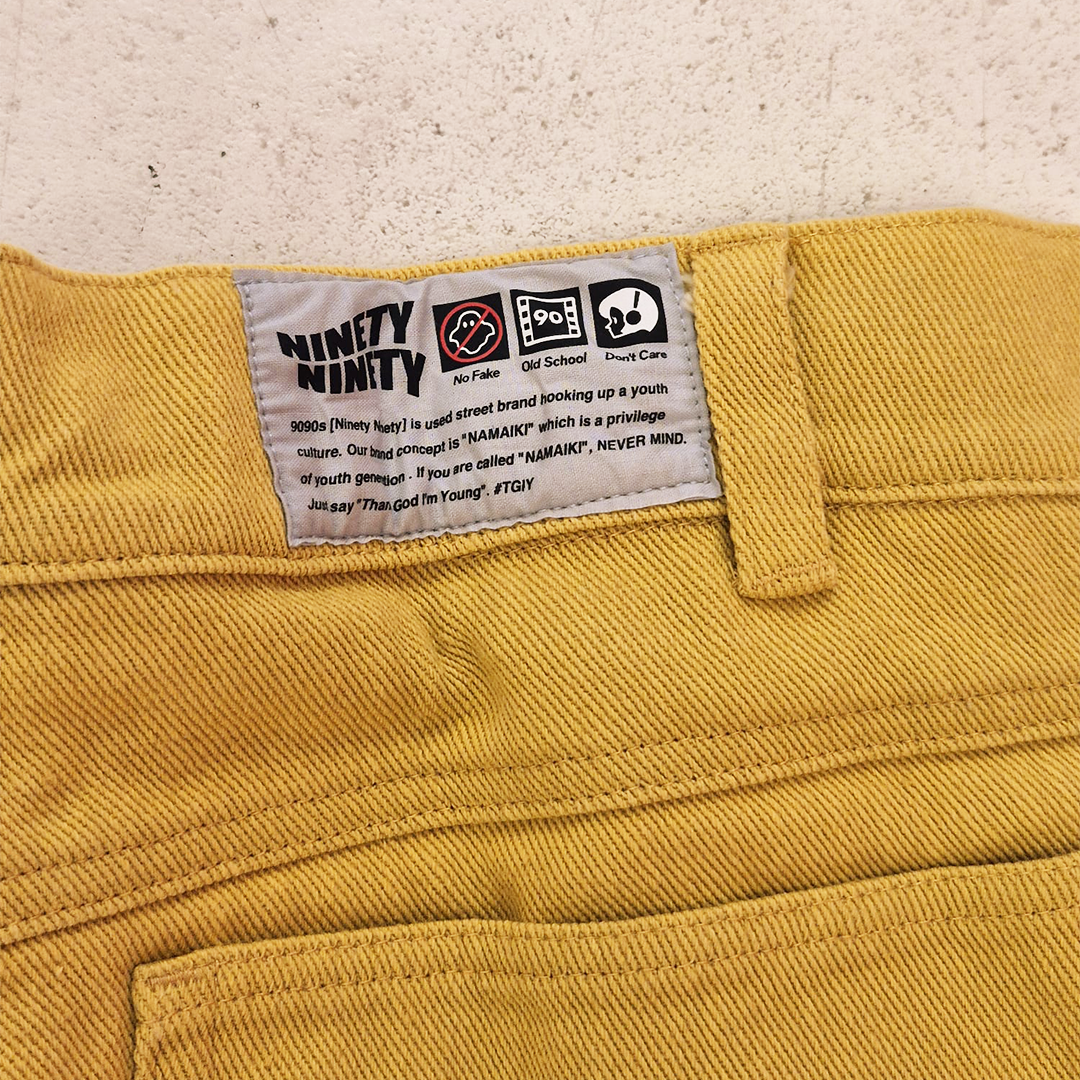 NINETY
NINETY
No Fake
90
Old School
Don't Care
9090s [Ninety Ninety] is used street brand hooking up a youth
culture. Our brand concept is "NAMAIKI" which is a privilege
of youth genertion . If you are called "NAMAIKI", NEVER MIND.
Just say "Than God I'm Young". #TGIY